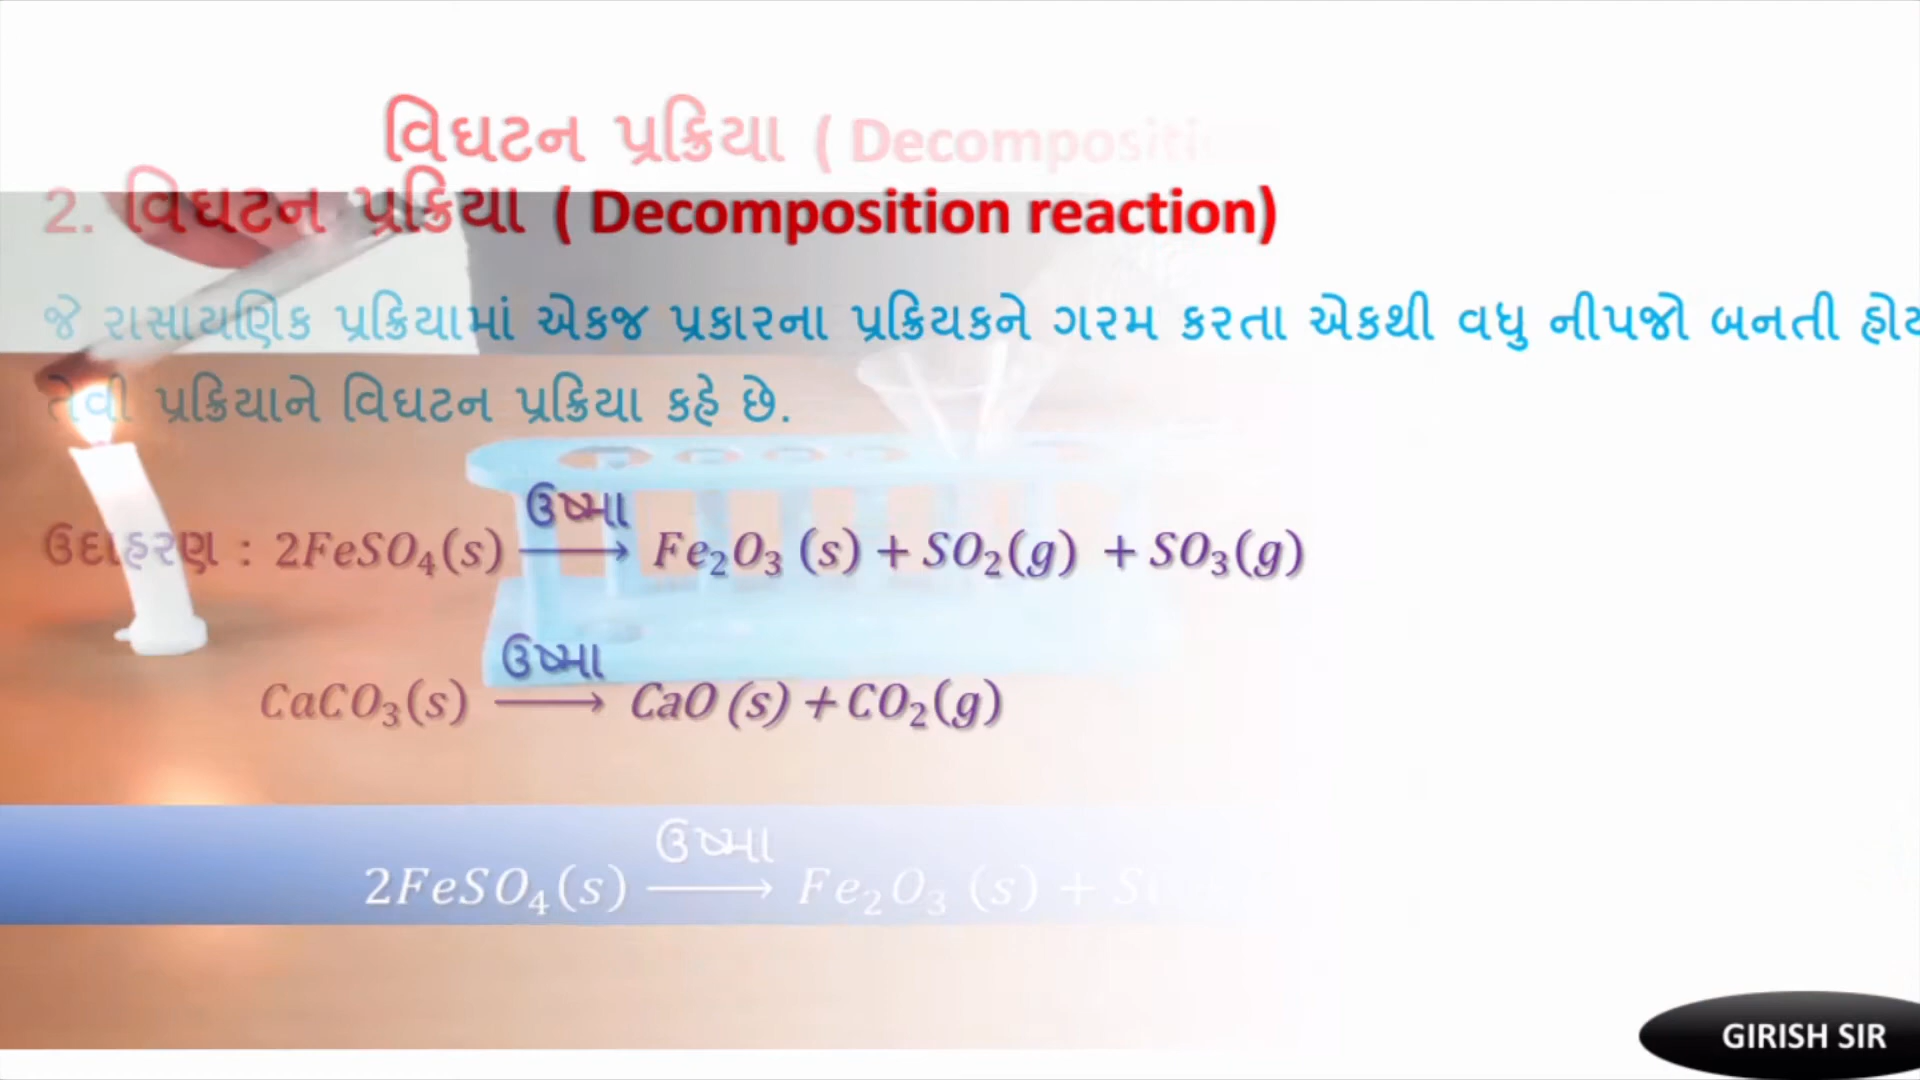 વિઘટન પ્રક્રિયા ( Decompositi
2. વિઘટન પ્રક્રિયા ( Decomposition reaction)
જે રાસાયણિક પ્રક્રિયામાં એકજ પ્રકારના પ્રક્રિયકને ગરમ કરતા એકથી વધુ નીપજો બનતી
તેવી પ્રક્રિયાને વિઘટન પ્રક્રિયા કહે છે.
ઉષ્મા
ઉદાહરણ : 2FeSO₄(s) ⟶ Fe₂O₃ (s) + SO₂(g) + SO₃(g)
ઉષ્મા
CaCO₃(s) ⟶ CaO (s) + CO₂(g)
ઉષ્મા
2FeSO₄(s) ⟶ Fe₂O₃ (s) + S
GIRISH SIR